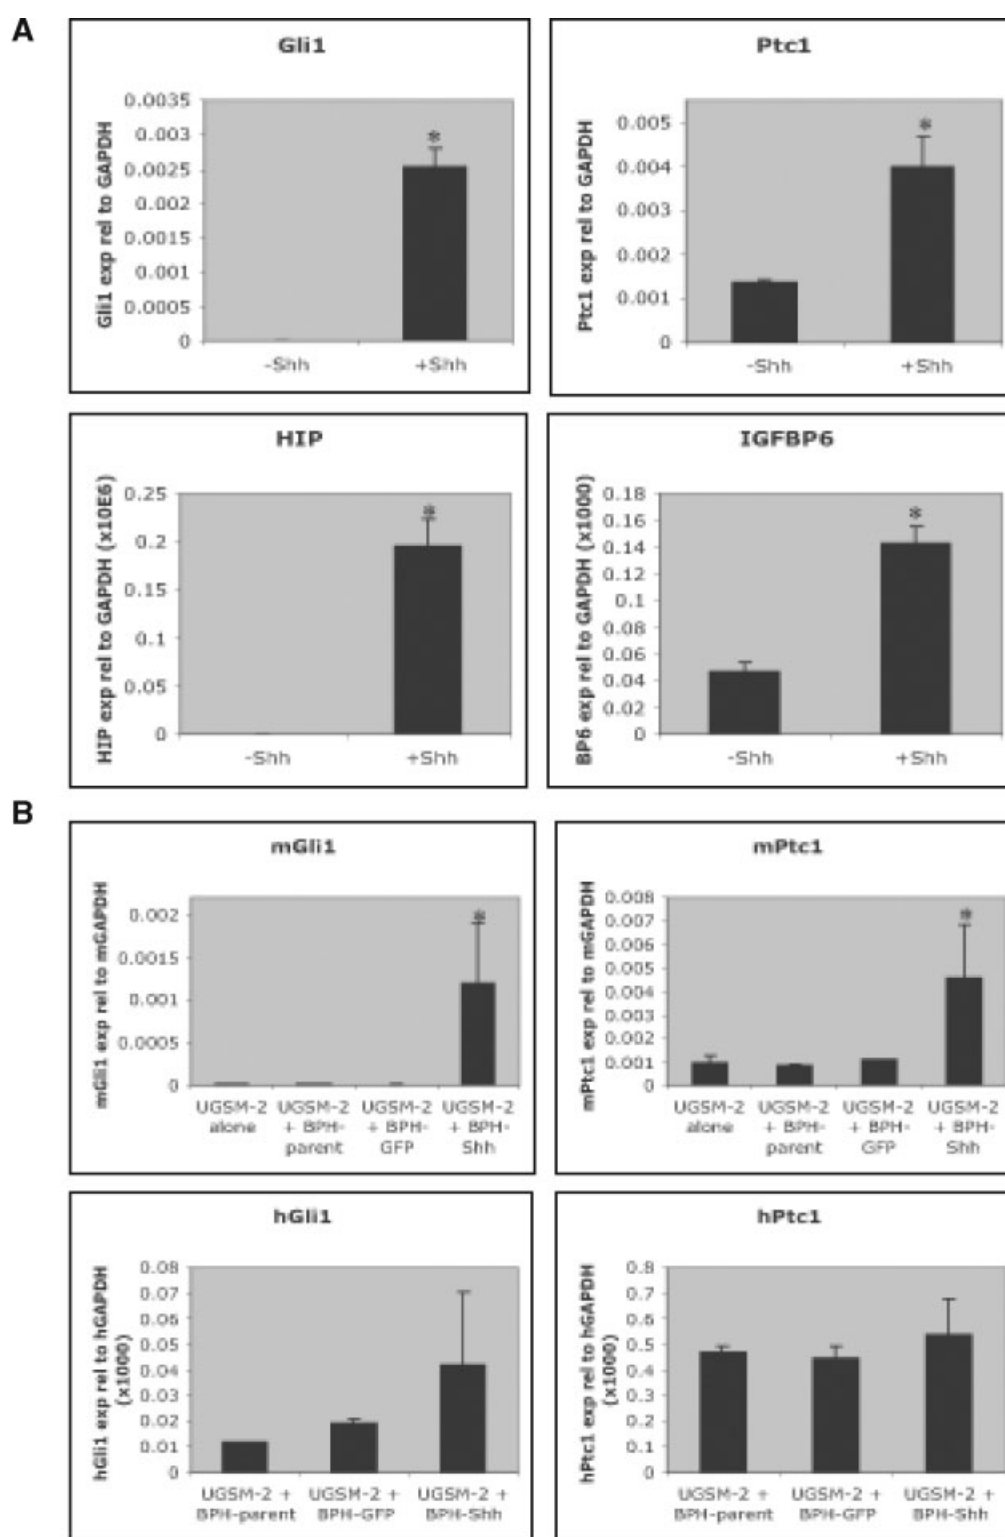 A
Gli1
Gli1 exp rel to GAPDH
0.0035
0.003
0.0025
0.002
0.0015
0.001
0.0005
0
*
-Shh
+Shh
Ptc1
Ptc1 exp rel to GAPDH
0.005
0.004
0.003
0.002
0.001
0
*
-Shh
+Shh
HIP
HIP exp rel to GAPDH (x10E6)
0.25
0.2
0.15
0.1
0.05
0
*
-Shh
+Shh
IGFBP6
BP6 exp rel to GAPDH (x1000)
0.18
0.16
0.14
0.12
0.1
0.08
0.06
0.04
0.02
0
*
-Shh
+Shh
B
mGli1
mGli1 exp rel to mGAPDH
0.002
0.0015
0.001
0.0005
0
*
UGSM-2 alone
UGSM-2 + BPH-parent
UGSM-2 + BPH-GFP
UGSM-2 + BPH-Shh
mPtc1
mPtc1 exp rel to mGAPDH
0.008
0.007
0.006
0.005
0.004
0.003
0.002
0.001
0
*
UGSM-2 alone
UGSM-2 + BPH-parent
UGSM-2 + BPH-GFP
UGSM-2 + BPH-Shh
hGli1
hGli1 exp rel to hGAPDH
(x1000)
0.08
0.07
0.06
0.05
0.04
0.03
0.02
0.01
0
UGSM-2 + BPH-parent
UGSM-2 + BPH-GFP
UGSM-2 + BPH-Shh
hPtc1
hPtc1 exp rel to hGAPDH
(x1000)
0.8
0.7
0.6
0.5
0.4
0.3
0.2
0.1
0
UGSM-2 + BPH-parent
UGSM-2 + BPH-GFP
UGSM-2 + BPH-Shh